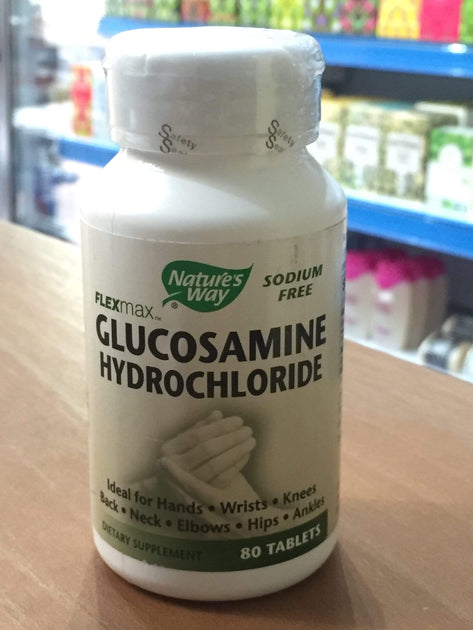 Safety
Seal
Safety
Seal
Nature's
Way®
SODIUM
FREE
FLEXmax™
GLUCOSAMINE
HYDROCHLORIDE
Ideal for Hands • Wrists • Knees
Back • Neck • Elbows • Hips • Ankles
DIETARY SUPPLEMENT
80 TABLETS